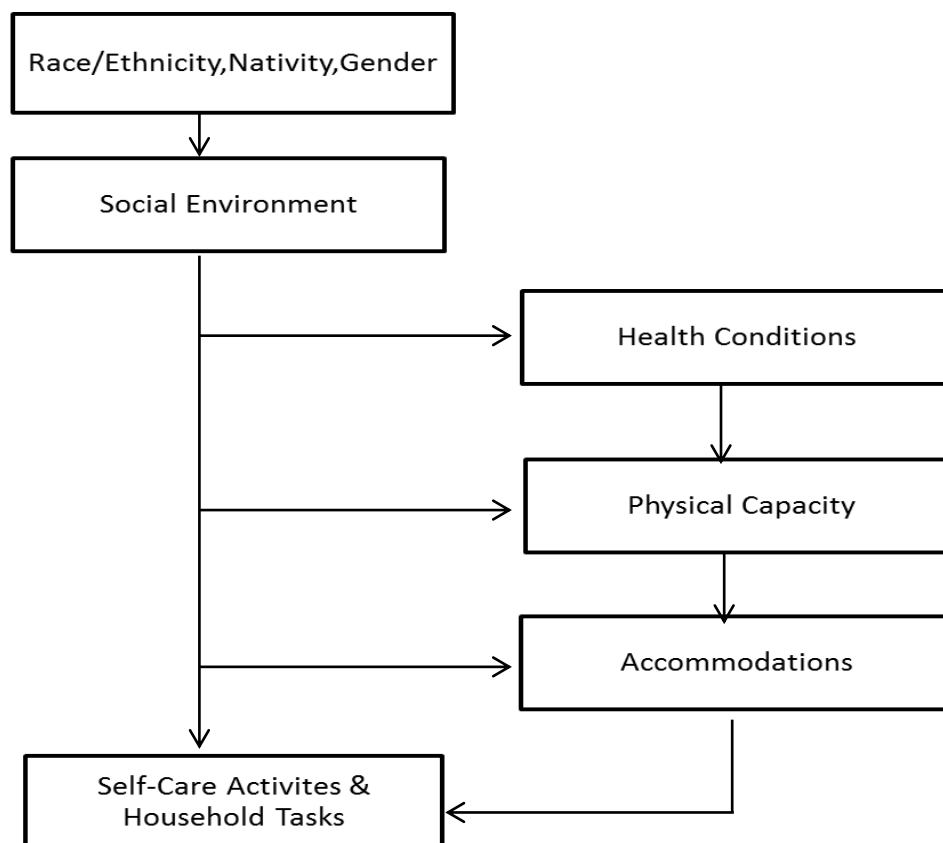 Race/Ethnicity,Nativity,Gender
Social Environment
Health Conditions
Physical Capacity
Accommodations
Self-Care Activites &
Household Tasks